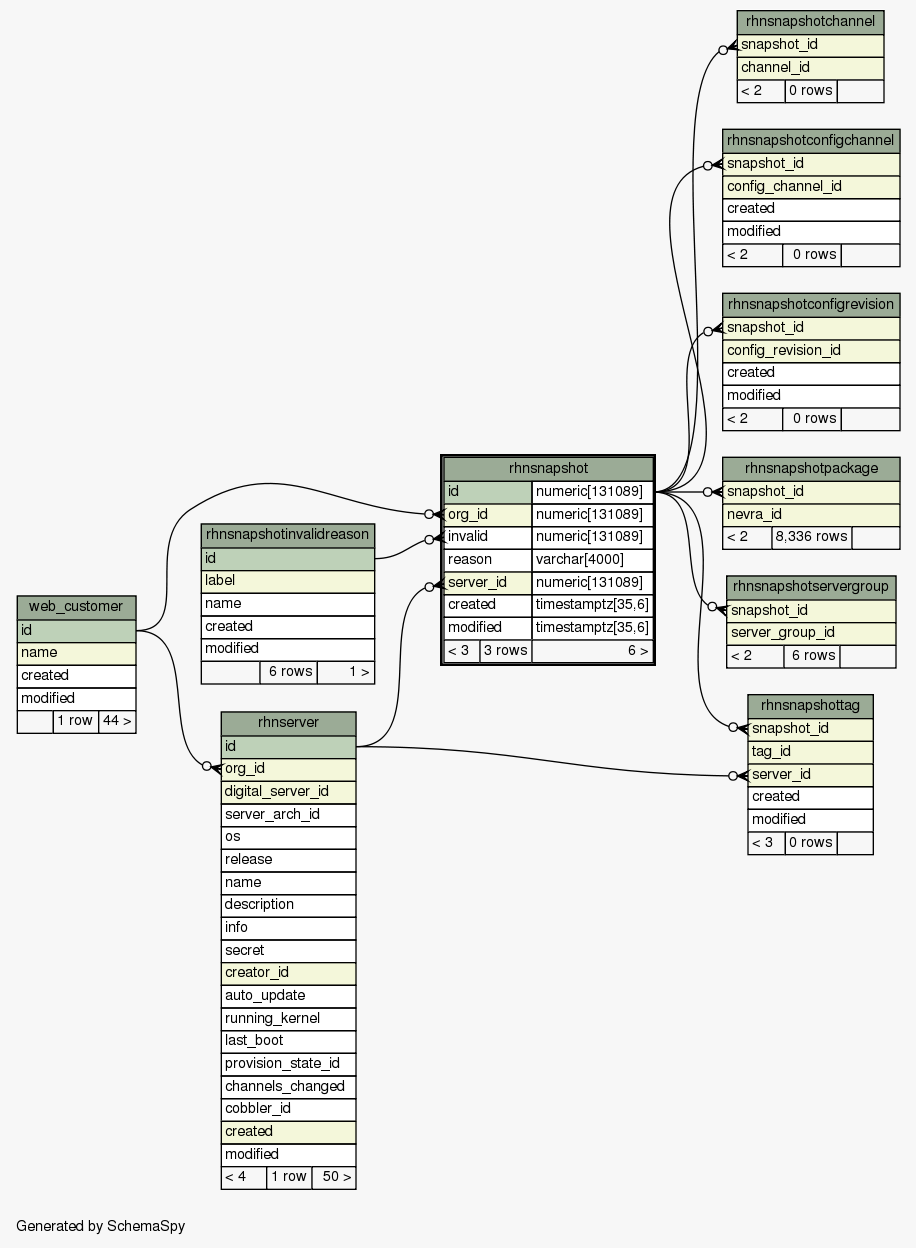 rhnsnapshotchannel
snapshot_id
channel_id
< 2 0 rows
rhnsnapshotconfigchannel
snapshot_id
config_channel_id
created
modified
< 2 0 rows
rhnsnapshotconfigrevision
snapshot_id
config_revision_id
created
modified
< 2 0 rows
rhnsnapshot
id numeric[131089]
org_id numeric[131089]
invalid numeric[131089]
reason varchar[4000]
server_id numeric[131089]
created timestamptz[35,6]
modified timestamptz[35,6]
< 3 3 rows 6 >
rhnsnapshotpackage
snapshot_id
nevra_id
< 2 8,336 rows
rhnsnapshotinvalidreason
id
label
name
created
modified
6 rows 1 >
rhnsnapshotservergroup
snapshot_id
server_group_id
< 2 6 rows
web_customer
id
name
created
modified
1 row 44 >
rhnsnapshottag
snapshot_id
tag_id
server_id
created
modified
< 3 0 rows
rhnserver
id
org_id
digital_server_id
server_arch_id
os
release
name
description
info
secret
creator_id
auto_update
running_kernel
last_boot
provision_state_id
channels_changed
cobbler_id
created
modified
< 4 1 row 50 >
Generated by SchemaSpy